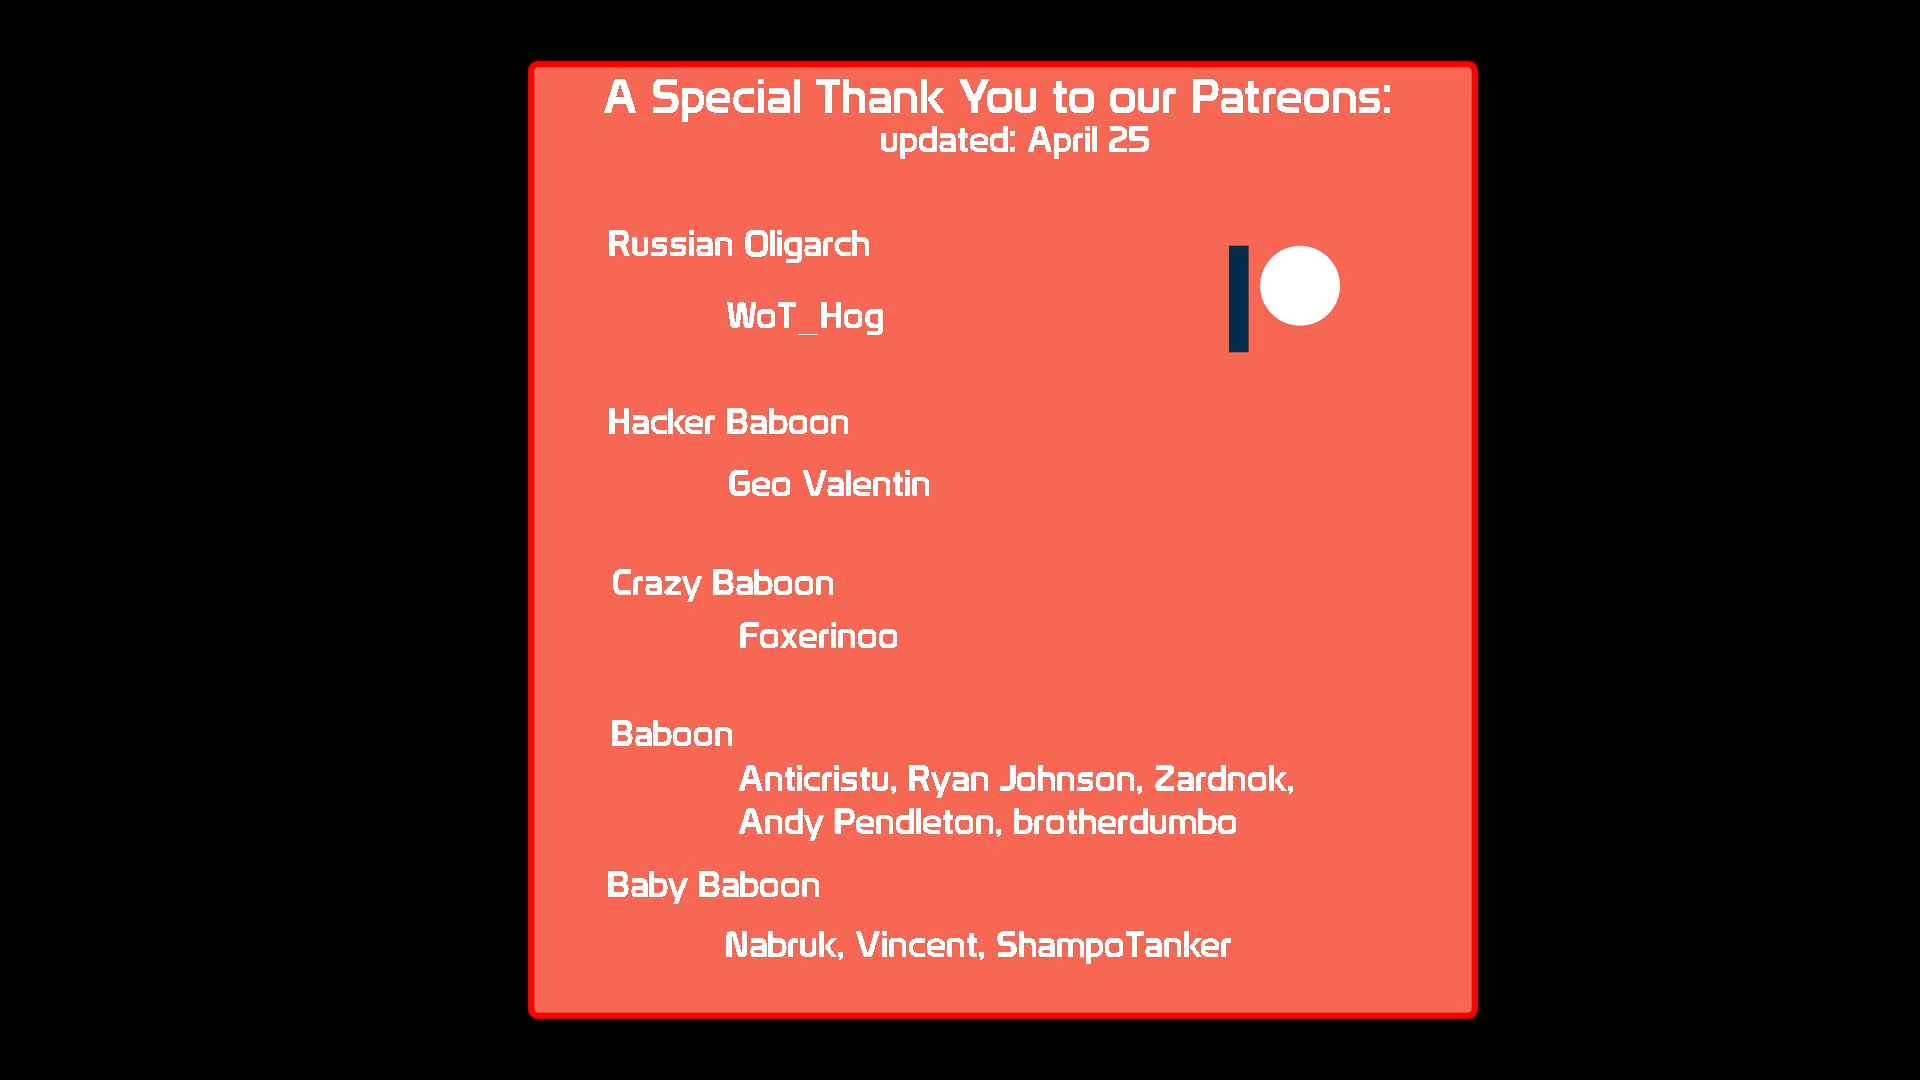 A Special Thank You to our Patreons:
updated: April 25
Russian Oligarch
WoT_Hog
Hacker Baboon
Geo Valentin
Crazy Baboon
Foxerinoo
Baboon
Anticristu, Ryan Johnson, Zardnok,
Andy Pendleton, brotherdumbo
Baby Baboon
Nabruk, Vincent, ShampoTanker